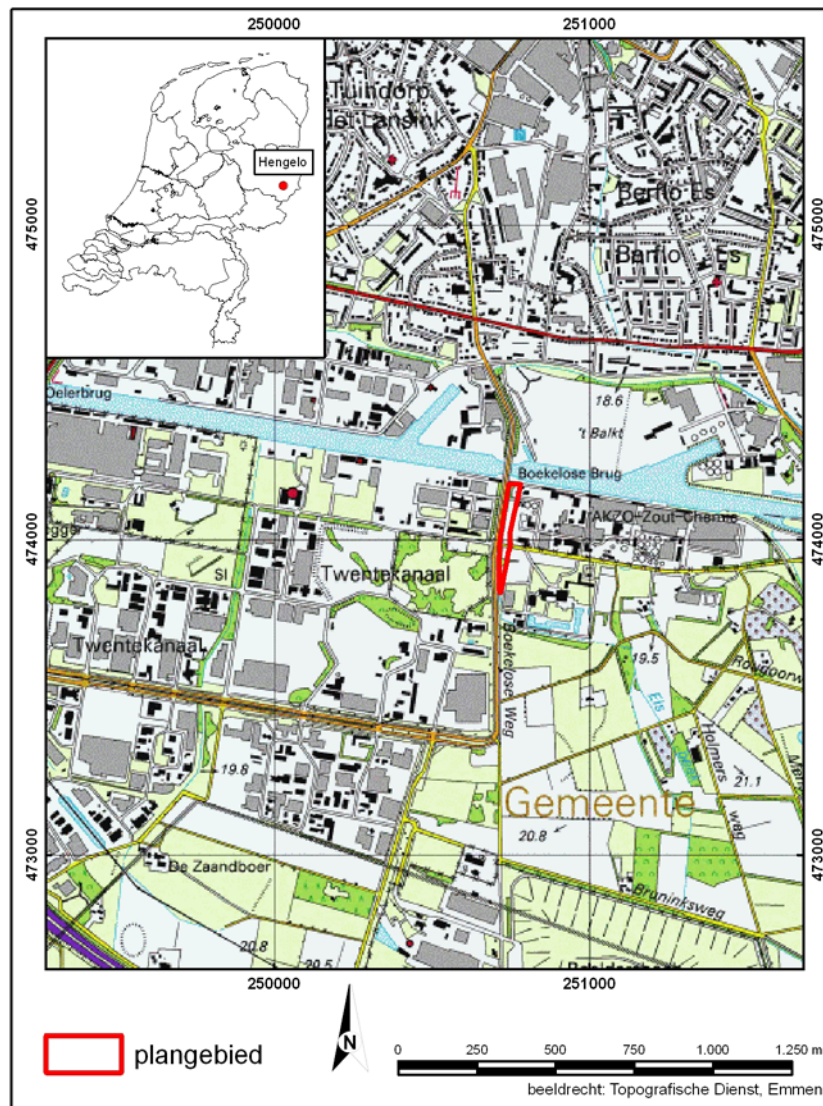 250000 251000
Hengelo
Tuindorp
Berflo Es
475000
475000
Es
18.6
't Balkt
Oelerbrug
Boekelose Brug
AKZO-Zout-Chemie
474000
474000
Twentekanaal
Twentekanaal
19.5
Els
Boekelose Weg
Holmers
weg
19.8
21.1
Gemeente
20.8
473000
473000
De Zaandboer
Bruninksweg
20.8
20.5
250000 251000
N
plangebied
0 250 500 750 1.000 1.250 m
beeldrecht: Topografische Dienst, Emmen